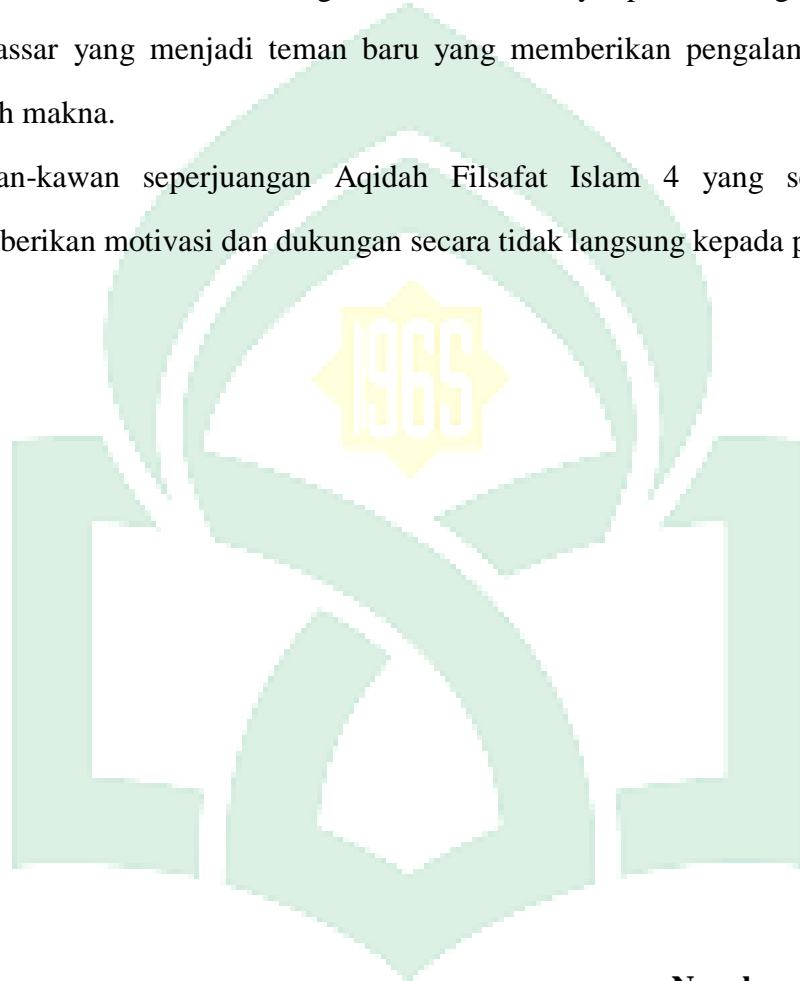 assar yang menjadi teman baru yang memberikan pengalam
h makna.
an-kawan seperjuangan Aqidah Filsafat Islam 4 yang se
berikan motivasi dan dukungan secara tidak langsung kepada p
1965